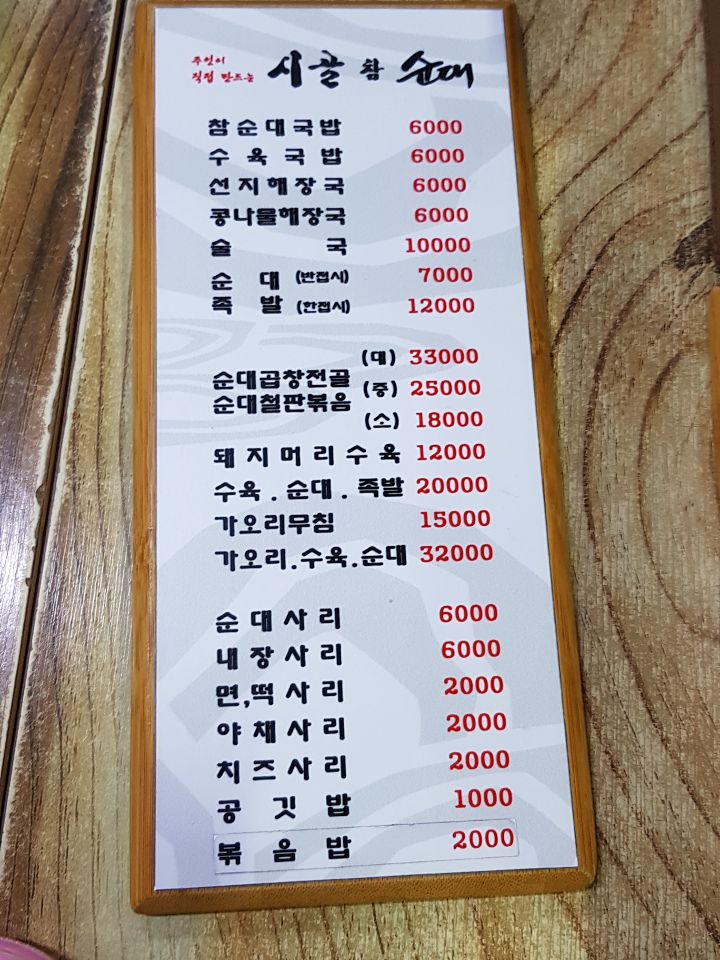 주인이
직접 만드는 시골 참 순대
참순대국밥 6000
수육국밥 6000
선지해장국 6000
콩나물해장국 6000
술국 10000
순대 (반접시) 7000
족발 (한접시) 12000
(대) 33000
순대곱창전골
(중) 25000
순대철판볶음
(소) 18000
돼지머리수육 12000
수육.순대.족발 20000
가오리무침 15000
가오리.수육.순대 32000
순대사리 6000
내장사리 6000
면,떡사리 2000
야채사리 2000
치즈사리 2000
공깃밥 1000
볶음밥 2000